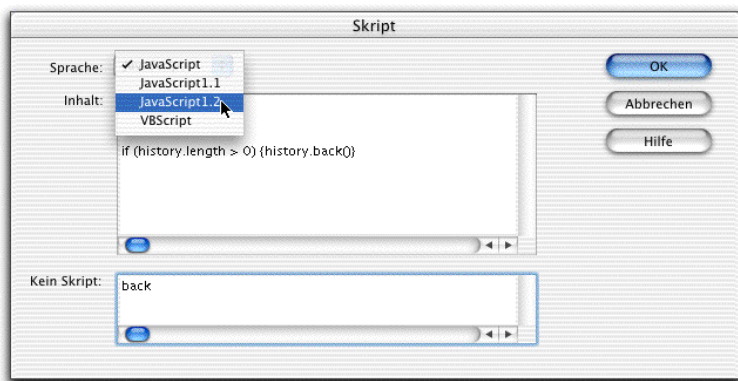 Skript
Sprache:
✓ JavaScript
JavaScript1.1
JavaScript1.2
VBScript
OK
Abbrechen
Hilfe
Inhalt:
if (history.length > 0) {history.back()}
Kein Skript:
back